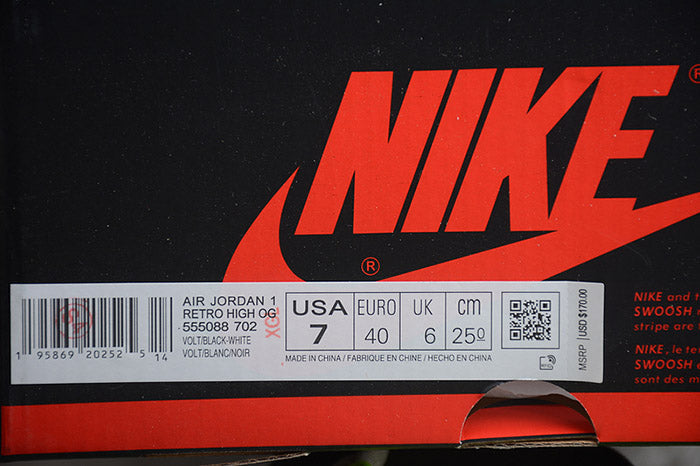 NIKE
®
®
AIR JORDAN 1
RETRO HIGH OG
555088 702
VOLT/BLACK-WHITE
VOLT/BLANC/NOIR
1 95869 20252 5 14
USA
7
EURO
40
UK
6
cm
25⁰
MADE IN CHINA / FABRIQUE EN CHINE / HECHO EN CHINA
MSRP | USD $170.00
NIKE and
SWOOSH
stripe are
NIKE, le
SWOOSH
sont des